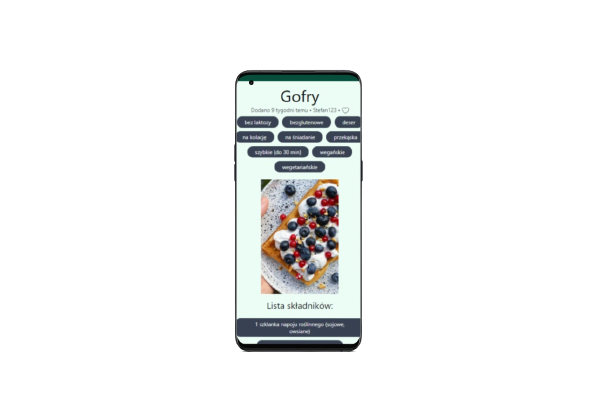 Gofry
Dodano 9 tygodni temu • Stefan123 •
bez laktozy bezglutenowe deser
na kolację na śniadanie przekąska
szybkie (do 30 min) wegańskie
wegetariańskie
Lista składników:
1 szklanka napoju roślinnego (sojowe,
owsiane)